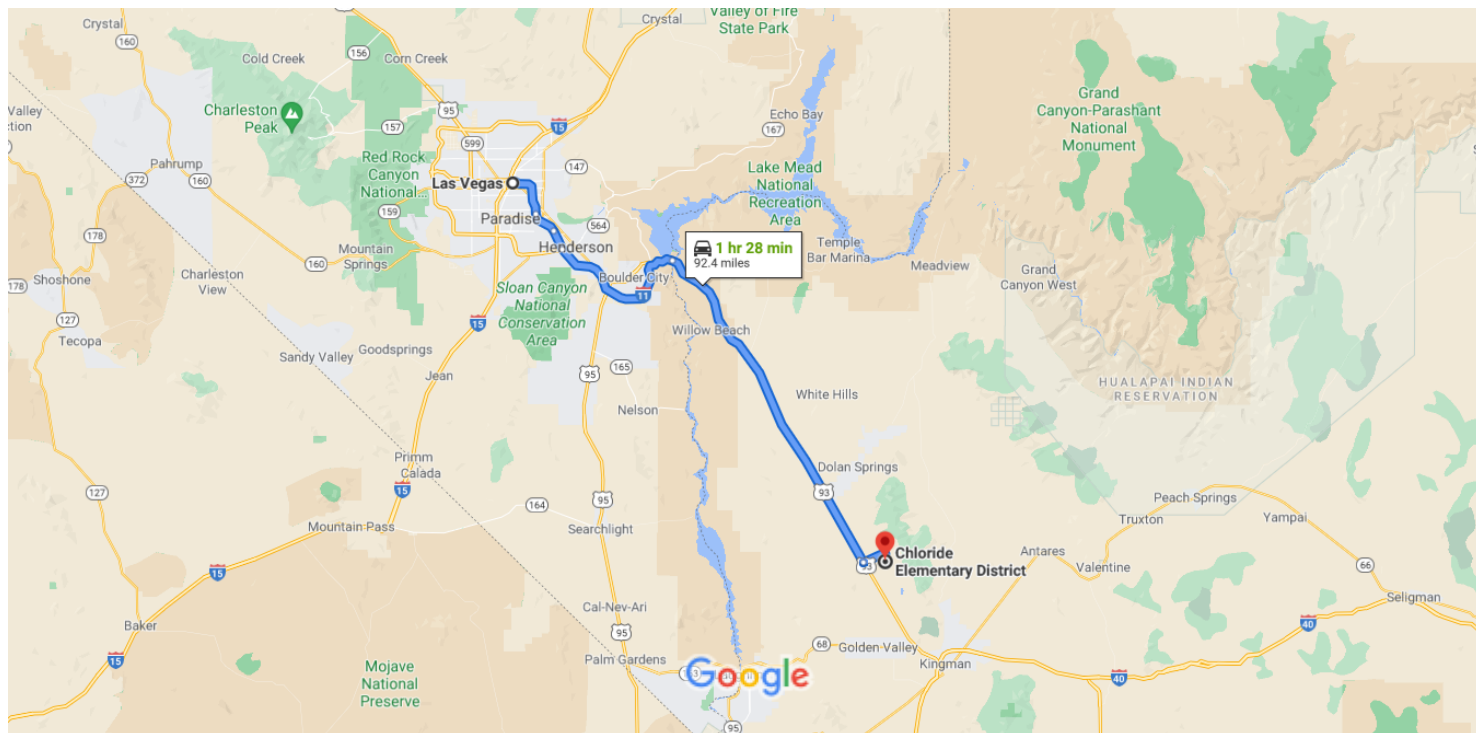 Crystal
160
156
Cold Creek
Corn Creek
Crystal
Valley of Fire
State Park
Valley
Charleston
Peak
95
15
Echo Bay
167
Grand
Canyon-Parashant
National
Monument
157
599
147
Pahrump
Red Rock
Canyon
National...
372
160
Las Vegas
Lake Mead
National
Recreation
Area
159
Paradise
564
178
Mountain
Springs
Henderson
1 hr 28 min
92.4 miles
Temple
Bar Marina
Meadview
160
Shoshone
178
Charleston
View
Boulder City
11
Grand
Canyon West
Sloan Canyon
National
Conservation
Area
127
Tecopa
15
Willow Beach
Sandy Valley
Goodsprings
165
Jean
95
White Hills
HUALAPAI INDIAN
RESERVATION
Nelson
Primm
Calada
15
Dolan Springs
93
127
95
164
Searchlight
Peach Springs
Mountain Pass
Truxton
Yampai
Chloride
Elementary District
93
Antares
Valentine
66
15
Seligman
Cal-Nev-Ari
Baker
95
40
68
Golden Valley
15
Palm Gardens
Kingman
Mojave
National
Preserve
Google
40
95